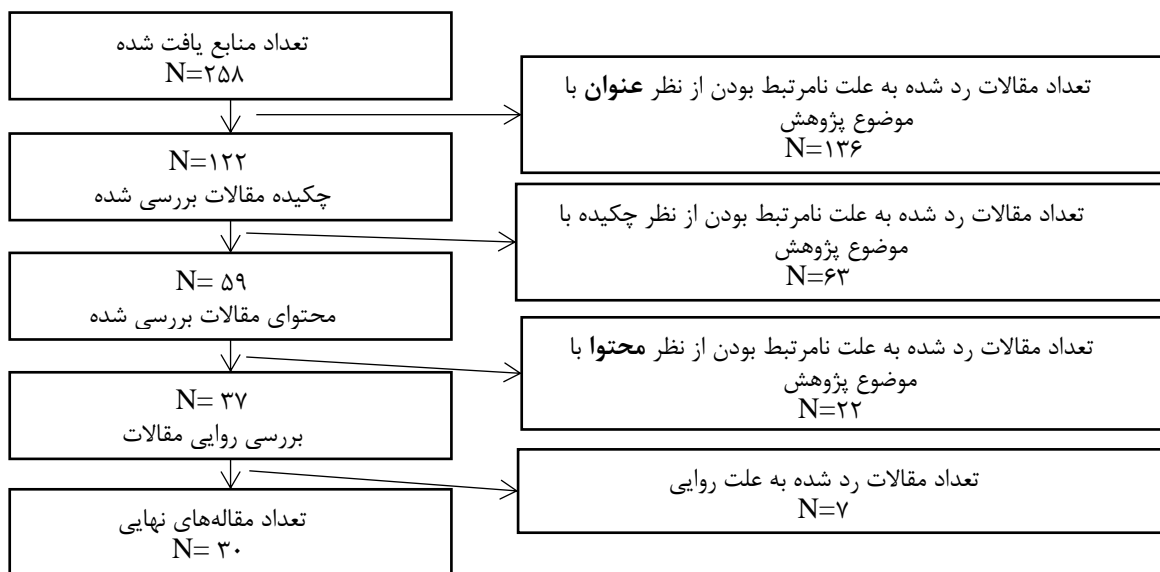 تعداد منابع یافت شده
N=۲۵۸
تعداد مقالات رد شده به علت نامرتبط بودن از نظر عنوان با
موضوع پژوهش
N=۱۳۶
N=۱۲۲
چکیده مقالات بررسی شده
تعداد مقالات رد شده به علت نامرتبط بودن از نظر چکیده با
موضوع پژوهش
N=۶۳
N= ۵۹
محتوای مقالات بررسی شده
تعداد مقالات رد شده به علت نامرتبط بودن از نظر محتوا با
موضوع پژوهش
N=۲۲
N= ۳۷
بررسی روایی مقالات
تعداد مقالات رد شده به علت روایی
N=۷
تعداد مقاله‌های نهایی
N= ۳۰